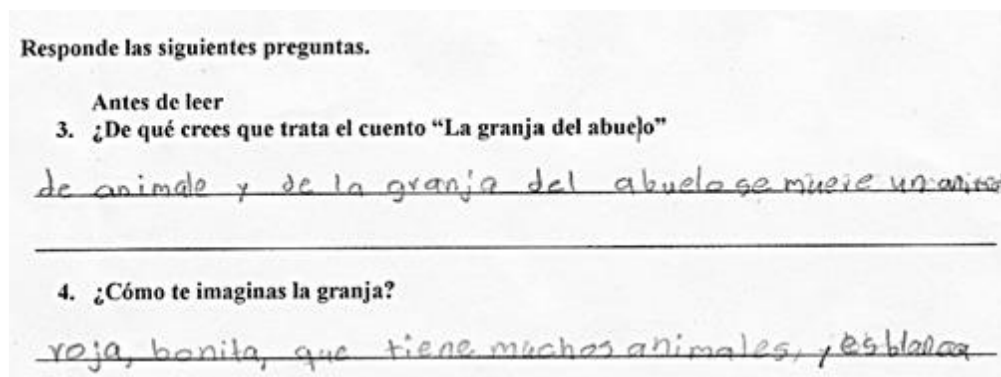 Responde las siguientes preguntas.
Antes de leer
3. ¿De qué crees que trata el cuento “La granja del abuelo”
de animale y de la granja del abuelo se muere un
4. ¿Cómo te imaginas la granja?
roja, bonita, que tiene muchos animales, y es blanca